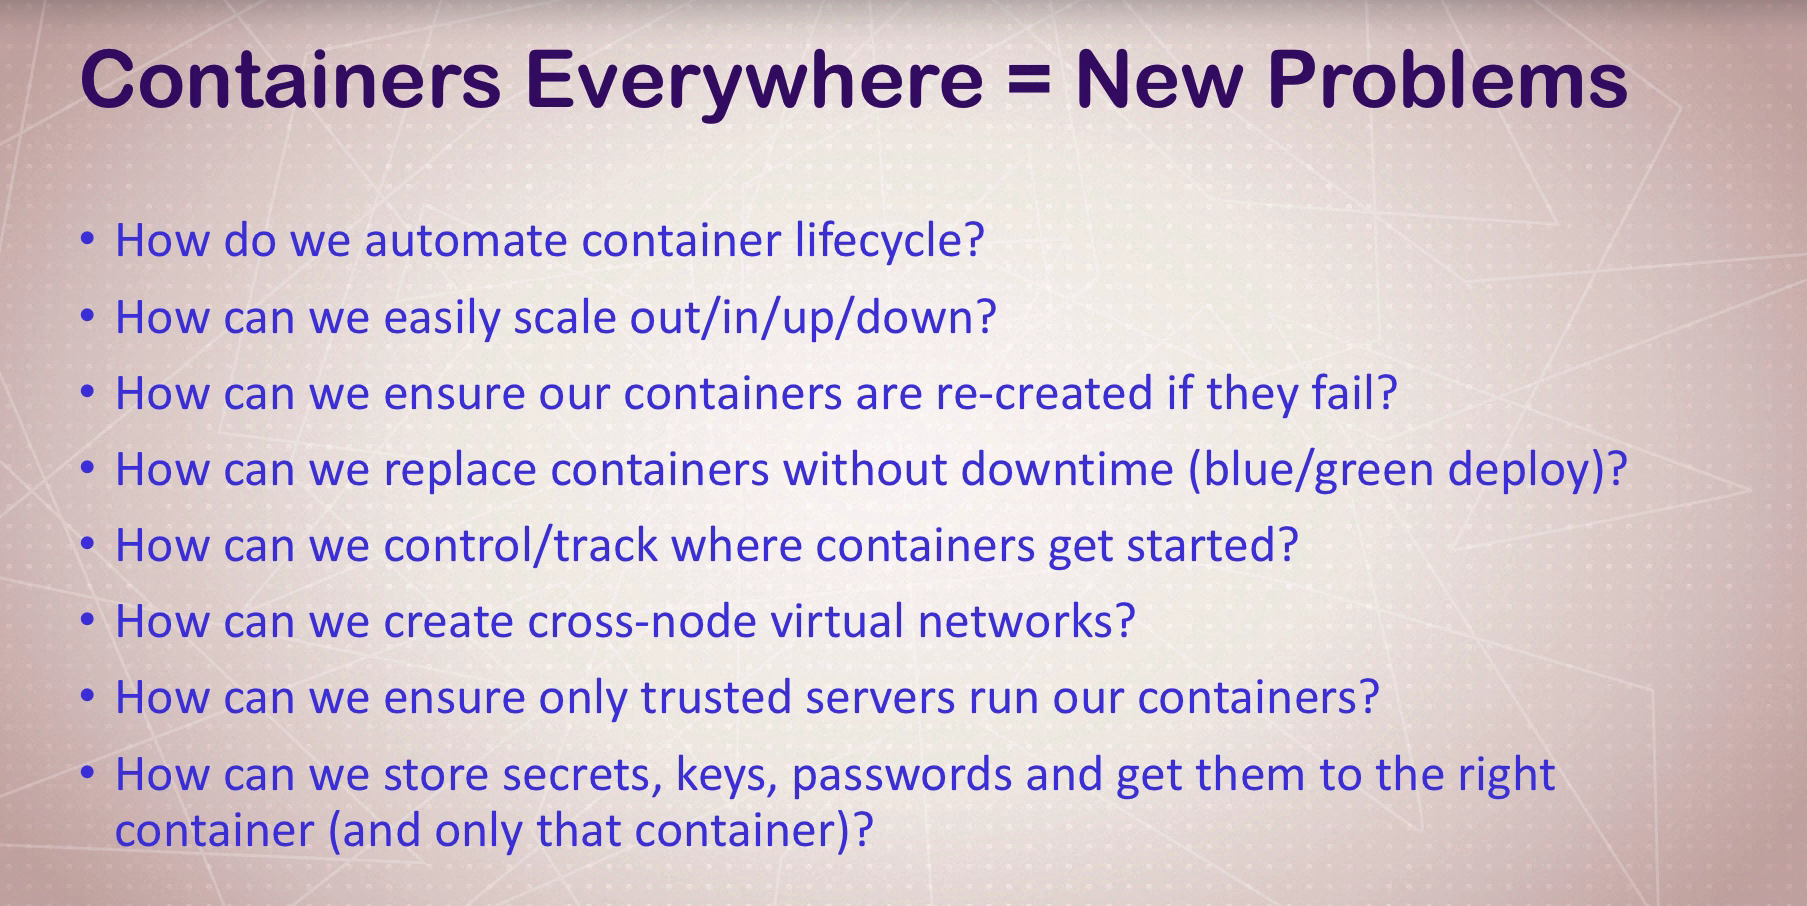 Containers Everywhere = New Problems
• How do we automate container lifecycle?
• How can we easily scale out/in/up/down?
• How can we ensure our containers are re-created if they fail?
• How can we replace containers without downtime (blue/green deploy)?
• How can we control/track where containers get started?
• How can we create cross-node virtual networks?
• How can we ensure only trusted servers run our containers?
• How can we store secrets, keys, passwords and get them to the right
container (and only that container)?